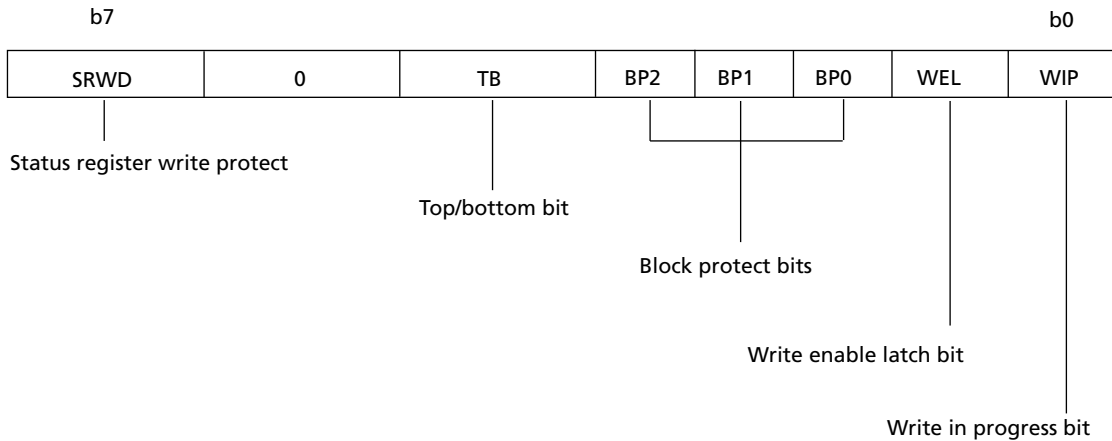 b7 b0
SRWD 0 TB BP2 BP1 BP0 WEL WIP
Status register write protect
Top/bottom bit
Block protect bits
Write enable latch bit
Write in progress bit